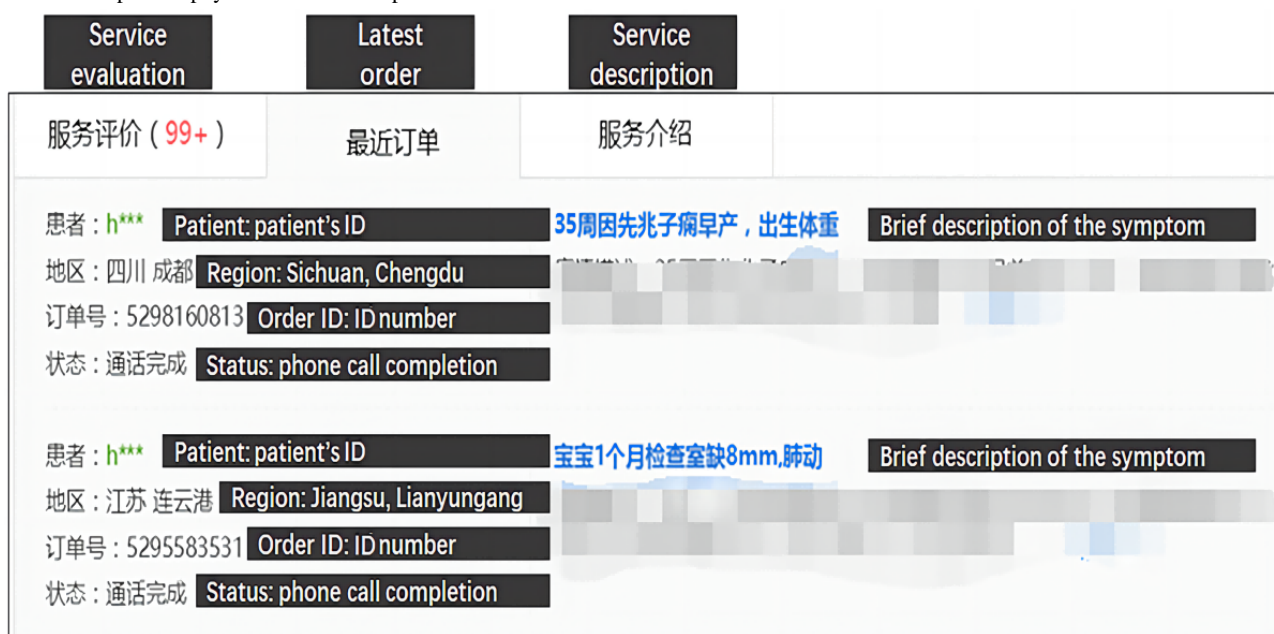 Service evaluation
Latest order
Service description
服务评价 ( 99+ )
最近订单
服务介绍
患者：h*** Patient: patient's ID
35周因先兆子痫早产，出生体重 Brief description of the symptom
地区：四川 成都 Region: Sichuan, Chengdu
订单号：5298160813 Order ID: ID number
状态：通话完成 Status: phone call completion
患者：h*** Patient: patient's ID
宝宝1个月检查室缺8mm,肺动 Brief description of the symptom
地区：江苏 连云港 Region: Jiangsu, Lianyungang
订单号：5295583531 Order ID: ID number
状态：通话完成 Status: phone call completion